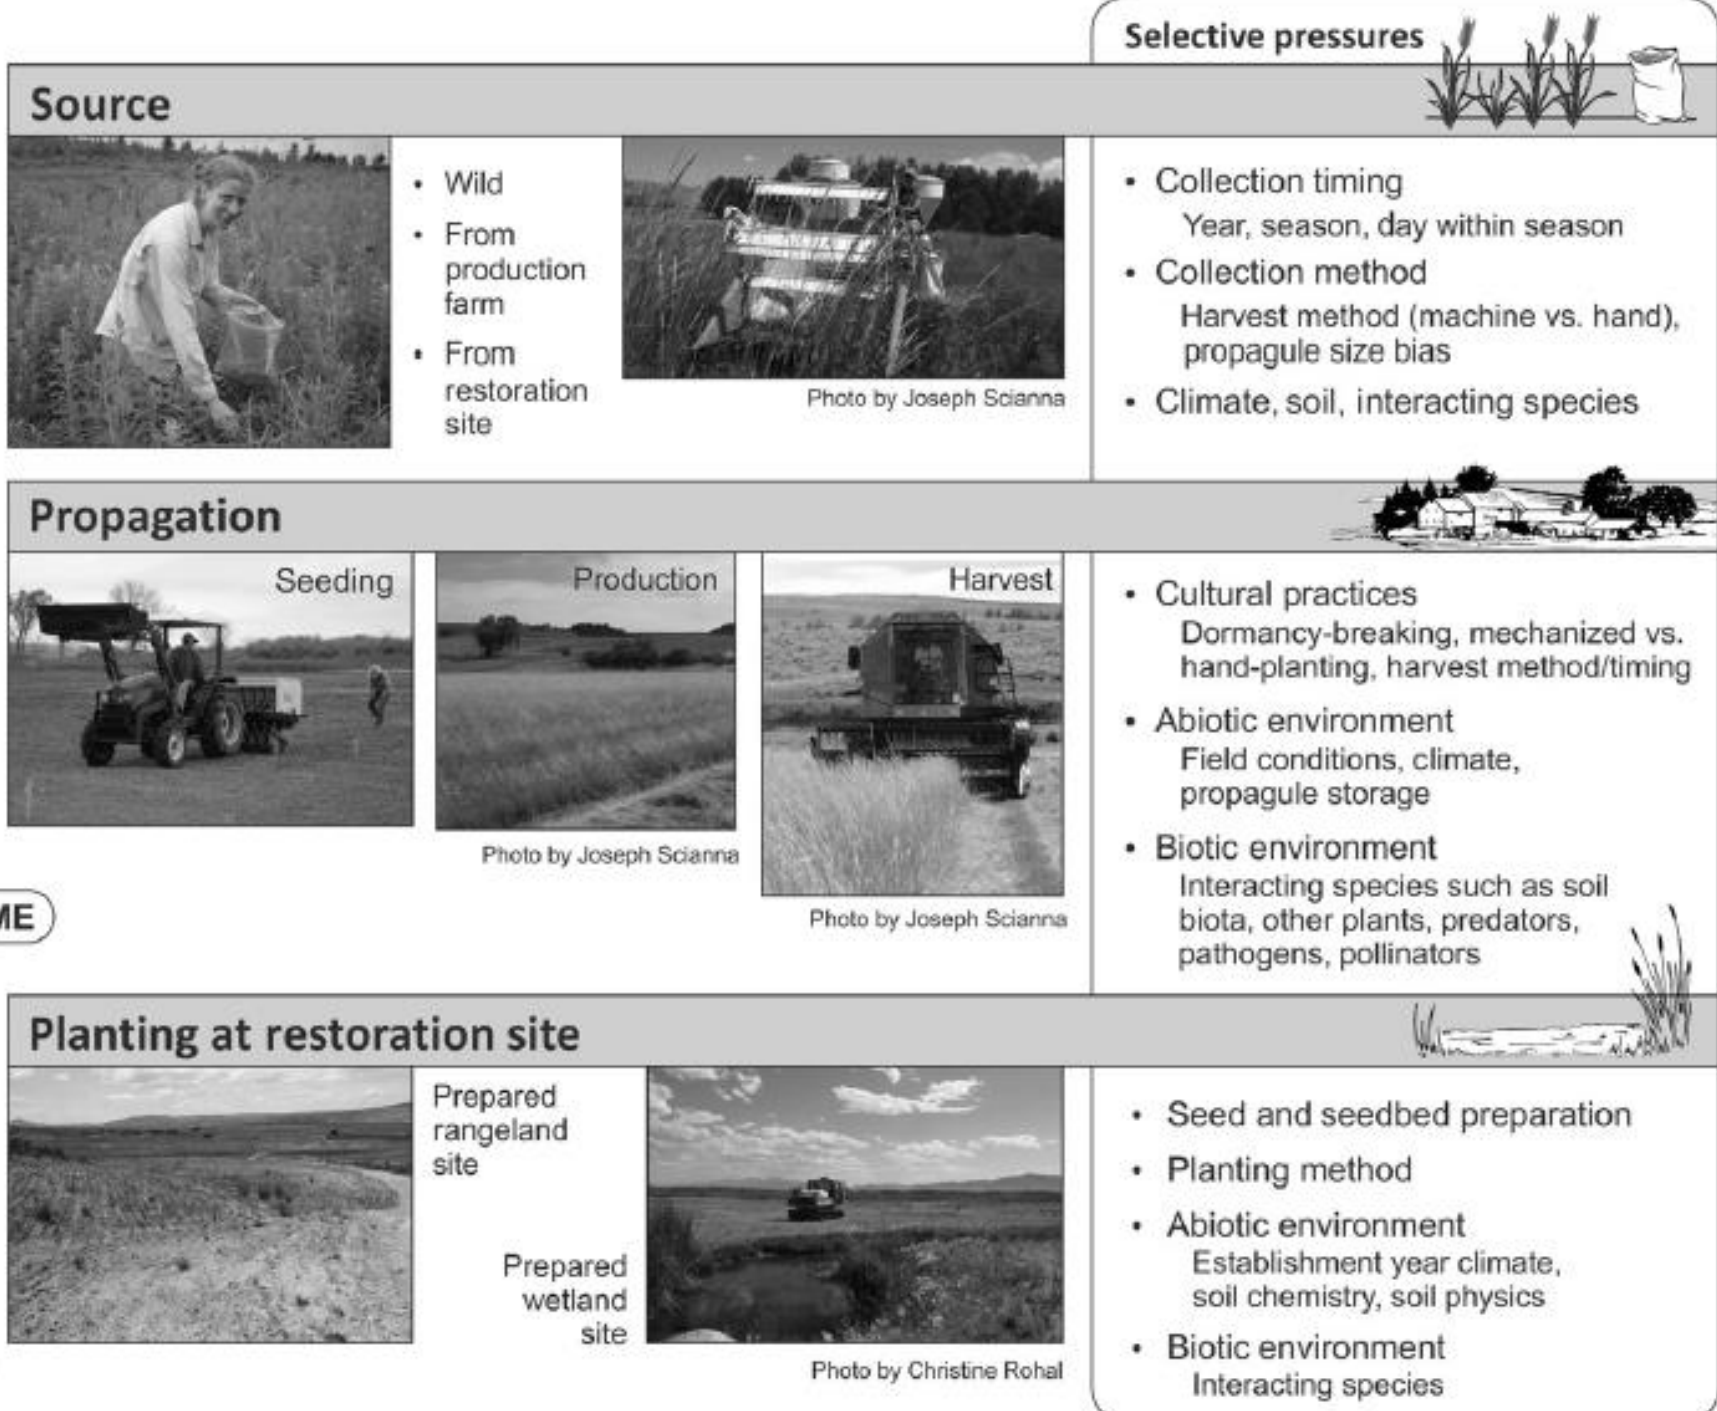 Selective pressures
Source
• Wild
• From
production
farm
• From
restoration
site
Photo by Joseph Scianna
• Collection timing
Year, season, day within season
• Collection method
Harvest method (machine vs. hand),
propagule size bias
• Climate, soil, interacting species
Propagation
Seeding
Production
Harvest
Photo by Joseph Scianna
Photo by Joseph Scianna
• Cultural practices
Dormancy-breaking, mechanized vs.
hand-planting, harvest method/timing
• Abiotic environment
Field conditions, climate,
propagule storage
• Biotic environment
Interacting species such as soil
biota, other plants, predators,
pathogens, pollinators
Planting at restoration site
Prepared
rangeland
site
Prepared
wetland
site
Photo by Christine Rohal
• Seed and seedbed preparation
• Planting method
• Abiotic environment
Establishment year climate,
soil chemistry, soil physics
• Biotic environment
Interacting species